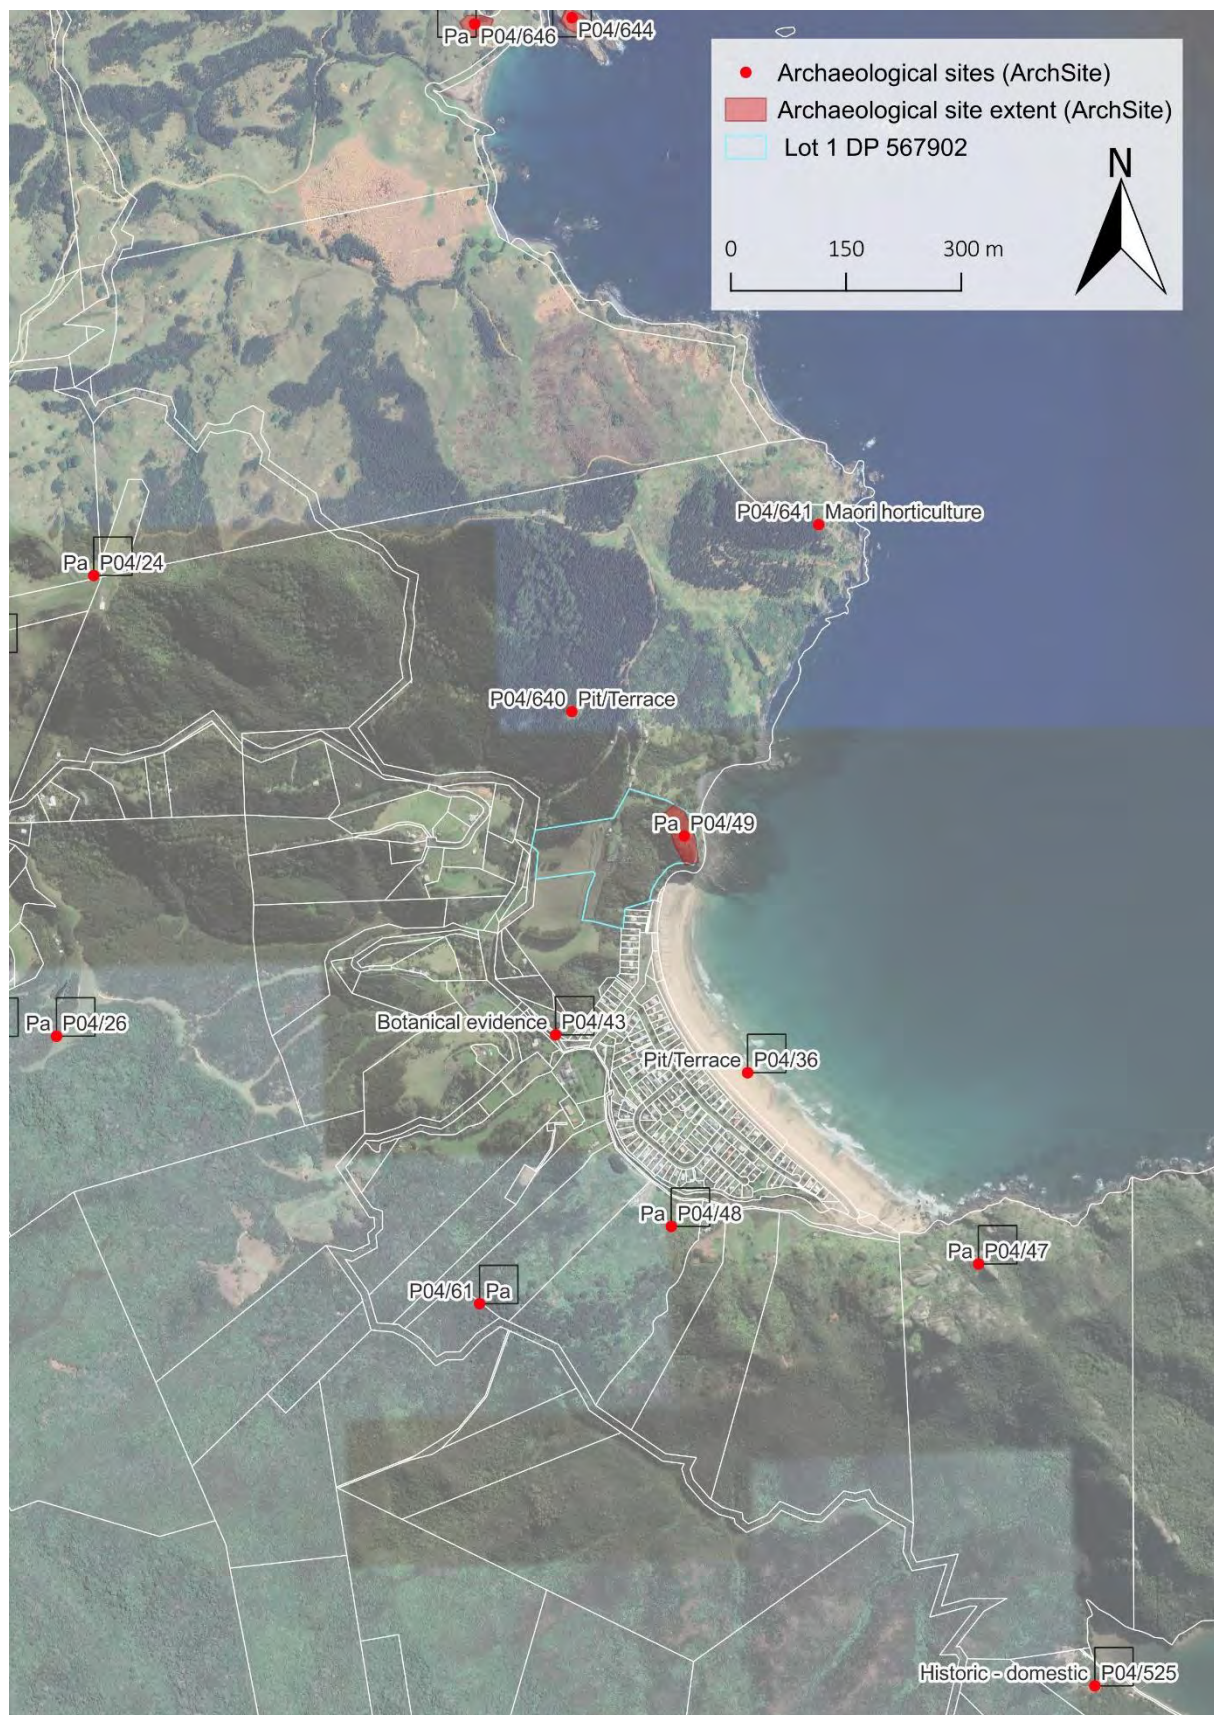 Pa P04/646
P04/644
Archaeological sites (ArchSite)
Archaeological site extent (ArchSite)
Lot 1 DP 567902
N
0 150 300 m
P04/641 Maori horticulture
Pa P04/24
P04/640 Pit/Terrace
Pa P04/49
Pa P04/26
Botanical evidence P04/43
Pit/Terrace P04/36
Pa P04/48
Pa P04/47
P04/61 Pa
Historic - domestic P04/525